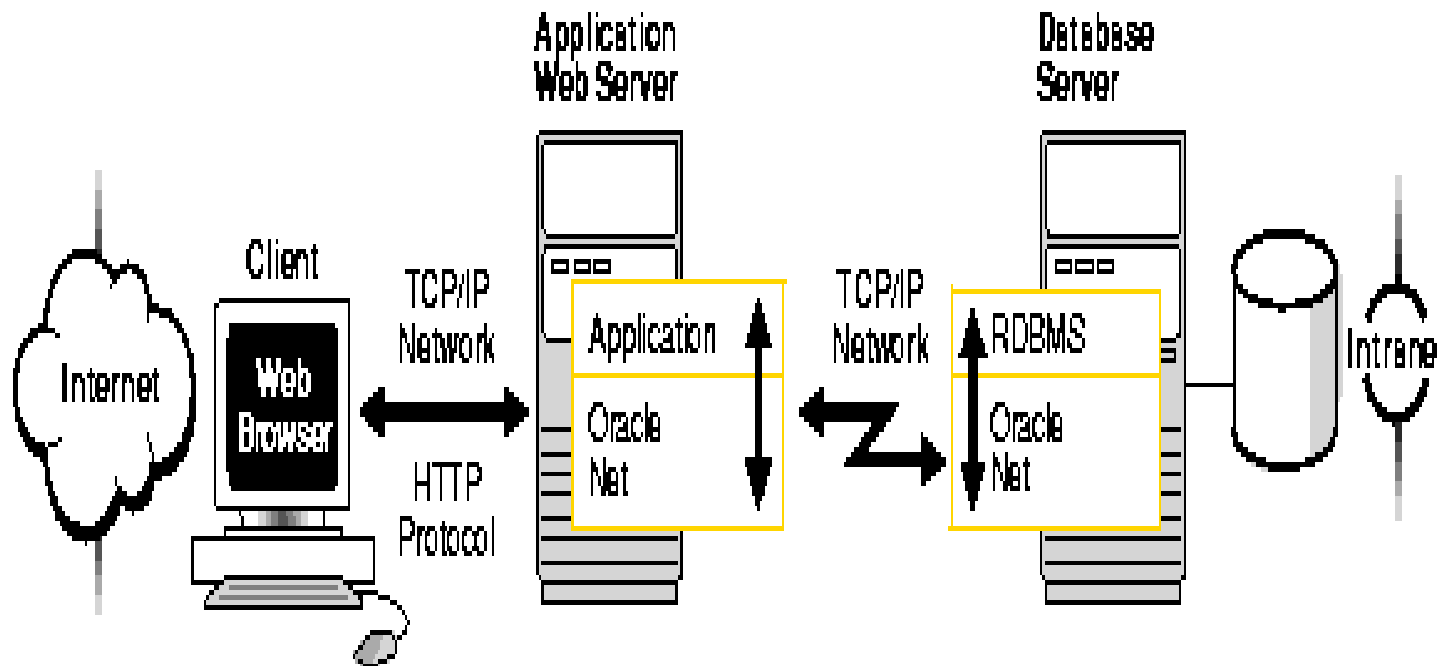 Application
Web Server
Database
Server
Client
TCP/IP
Network
TCP/IP
Network
Internet
Web
Browser
Application
RDBMS
Intrane
Oracle
Net
Oracle
Net
HTTP
Protocol